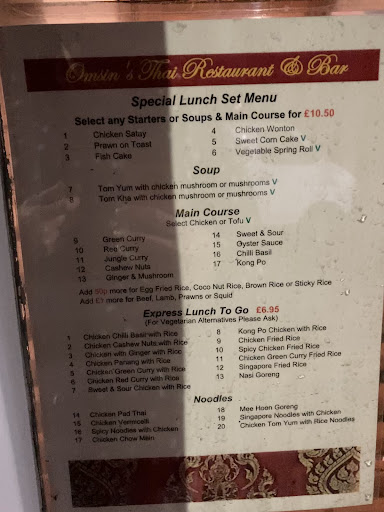 Omsin's Thai Restaurant & Bar
Special Lunch Set Menu
Select any Starters or Soups & Main Course for £10.50
1 Chicken Satay
2 Prawn on Toast
3 Fish Cake
4 Chicken Wonton
5 Sweet Corn Cake V
6 Vegetable Spring Roll V
Soup
7 Tom Yum with chicken mushroom or mushrooms V
8 Tom Kha with chicken mushroom or mushrooms V
Main Course
Select Chicken or Tofu V
9 Green Curry
10 Red Curry
11 Jungle Curry
12 Cashew Nuts
13 Ginger & Mushroom
14 Sweet & Sour
15 Oyster Sauce
16 Chilli Basil
17 Kong Po
Add 50p more for Egg Fried Rice, Coco Nut Rice, Brown Rice or Sticky Rice
Add more for Beef, Lamb, Prawns or Squid
Express Lunch To Go £6.95
(For Vegetarian Alternatives Please Ask)
1 Chicken Chilli Basil with Rice
2 Chicken Cashew Nuts with Rice
3 Chicken with Ginger with Rice
4 Chicken Panang with Rice
5 Chicken Green Curry with Rice
6 Chicken Red Curry with Rice
7 Sweet & Sour Chicken with Rice
8 Kong Po Chicken with Rice
9 Chicken Fried Rice
10 Spicy Chicken Fried Rice
11 Chicken Green Curry Fried Rice
12 Singapore Fried Rice
13 Nasi Goreng
Noodles
14 Chicken Pad Thai
15 Chicken Vermicelli
16 Spicy Noodles with Chicken
17 Chicken Chow Mein
18 Mee Hoen Goreng
19 Singapore Noodles with Chicken
20 Chicken Tom Yum with Rice Noodles